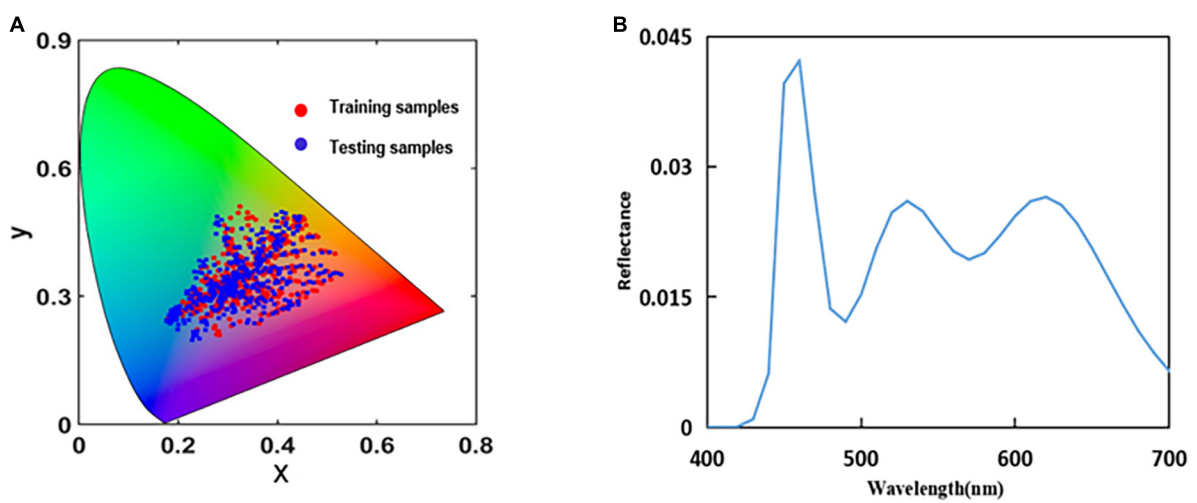 A
0.9
0.6
0.3
0
y
Training samples
Testing samples
0 0.2 0.4 0.6 0.8
X
B
0.045
0.03
0.015
0
Reflectance
400 500 600 700
Wavelength(nm)